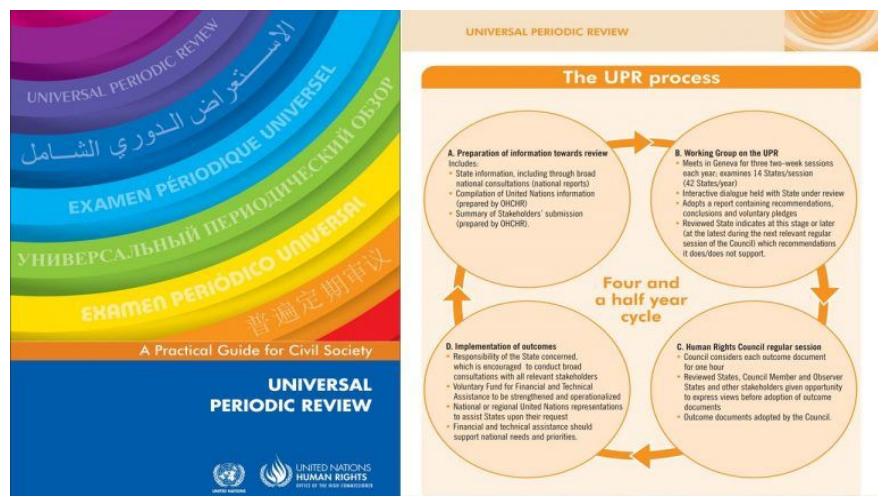 UNIVERSAL PERIODIC REVIEW
الاستعراض الدوري الشامل
EXAMEN PÉRIODIQUE UNIVERSEL
УНИВЕРСАЛЬНЫЙ ПЕРИОДИЧЕСКИЙ ОБЗОР
EXAMEN PERIÓDICO UNIVERSAL
普遍定期审议
A Practical Guide for Civil Society
UNIVERSAL
PERIODIC REVIEW
UNITED NATIONS
UNITED NATIONS
HUMAN RIGHTS
OFFICE OF THE HIGH COMMISSIONER
UNIVERSAL PERIODIC REVIEW
The UPR process
A. Preparation of information towards review
Includes:
• State information, including through broad
national consultations (national reports)
• Compilation of United Nations information
(prepared by OHCHR)
• Summary of Stakeholders' submission
(prepared by OHCHR).
B. Working Group on the UPR
• Meets in Geneva for three two-week sessions
each year; examines 14 States/session
(42 States/year)
• Interactive dialogue held with State under review
• Adopts a report containing recommendations,
conclusions and voluntary pledges
• Reviewed State indicates at this stage or later
(at the latest during the next relevant regular
session of the Council) which recommendations
it does/does not support.
Four and
a half year
cycle
D. Implementation of outcomes
• Responsibility of the State concerned,
which is encouraged to conduct broad
consultations with all relevant stakeholders
• Voluntary Fund for Financial and Technical
Assistance to be strengthened and operationalized
• National or regional United Nations representations
to assist States upon their request
• Financial and technical assistance should
support national needs and priorities.
C. Human Rights Council regular session
• Council considers each outcome document
for one hour
• Reviewed States, Council Member and Observer
States and other stakeholders given opportunity
to express views before adoption of outcome
documents
• Outcome documents adopted by the Council.